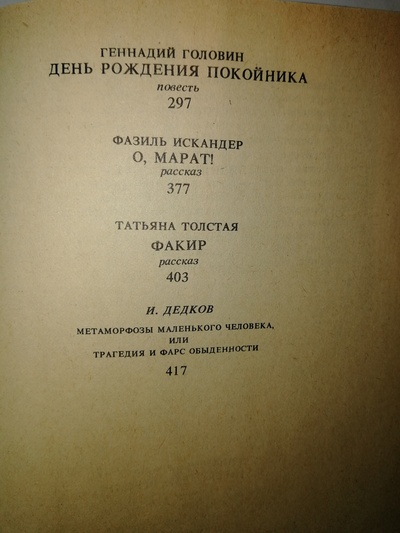 ГЕННАДИЙ ГОЛОВИН
ДЕНЬ РОЖДЕНИЯ ПОКОЙНИКА
повесть
297
ФАЗИЛЬ ИСКАНДЕР
О, МАРАТ!
рассказ
377
ТАТЬЯНА ТОЛСТАЯ
ФАКИР
рассказ
403
И. ДЕДКОВ
МЕТАМОРФОЗЫ МАЛЕНЬКОГО ЧЕЛОВЕКА,
ИЛИ
ТРАГЕДИЯ И ФАРС ОБЫДЕННОСТИ
417